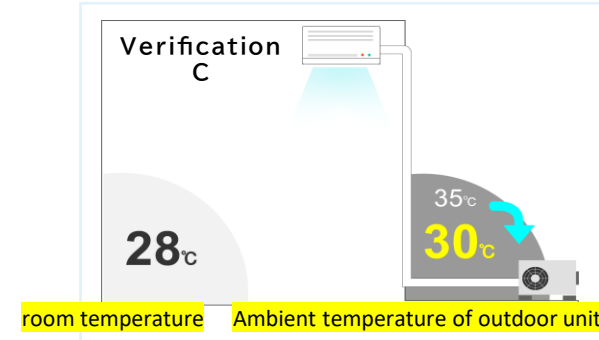 Verification
C
35℃
28℃
30℃
room temperature
Ambient temperature of outdoor unit